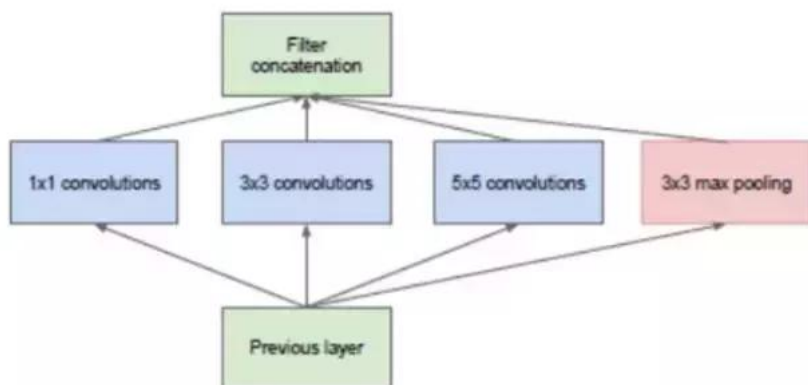 Filter
concatenation
1x1 convolutions
3x3 convolutions
5x5 convolutions
3x3 max pooling
Previous layer